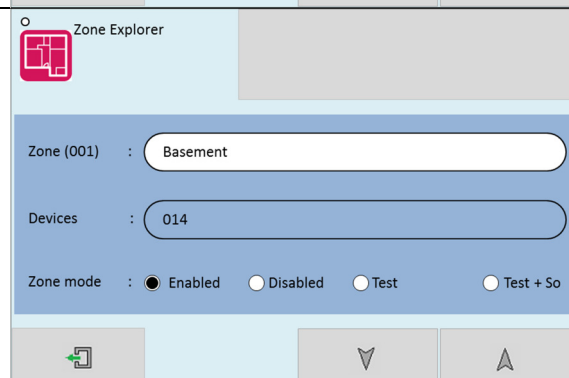 Zone Explorer
Zone (001) : Basement
Devices : 014
Zone mode : Enabled Disabled Test Test + So